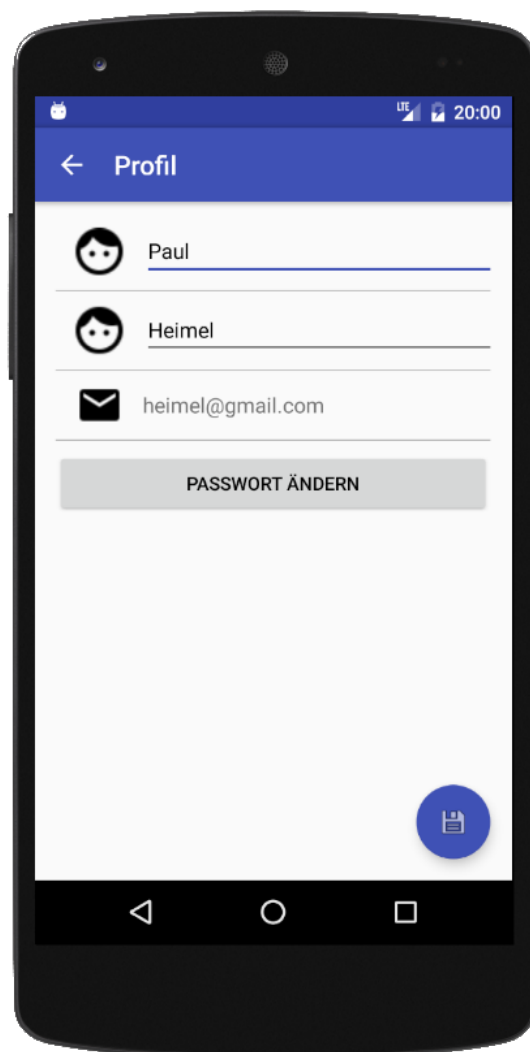 LTE 20:00
Profil
Paul
Heimel
heimel@gmail.com
PASSWORT ÄNDERN